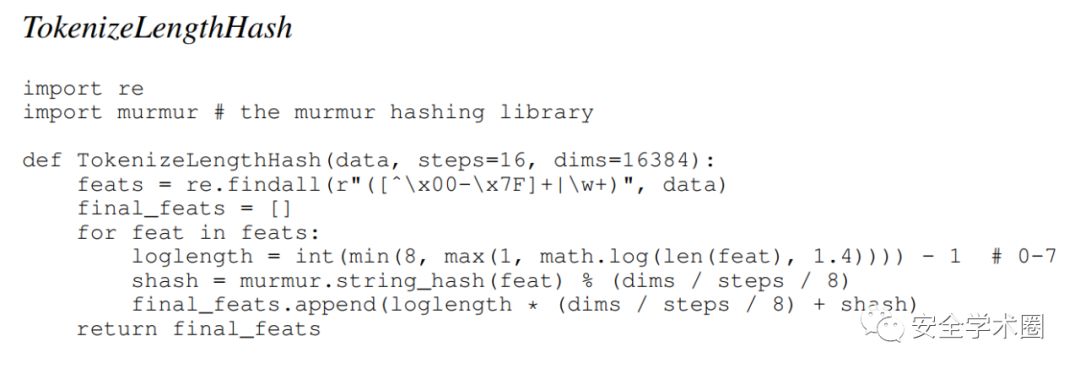 TokenizeLengthHash
import re
import murmur # the murmur hashing library
def TokenizeLengthHash(data, steps=16, dims=16384):
    feats = re.findall(r"([^\x00-\x7F]+|\w+)", data)
    final_feats = []
    for feat in feats:
        loglength = int(min(8, max(1, math.log(len(feat), 1.4)))) - 1  # 0-7
        shash = murmur.string_hash(feat) % (dims / steps / 8)
        final_feats.append(loglength * (dims / steps / 8) + shash)
    return final_feats
安全学术圈